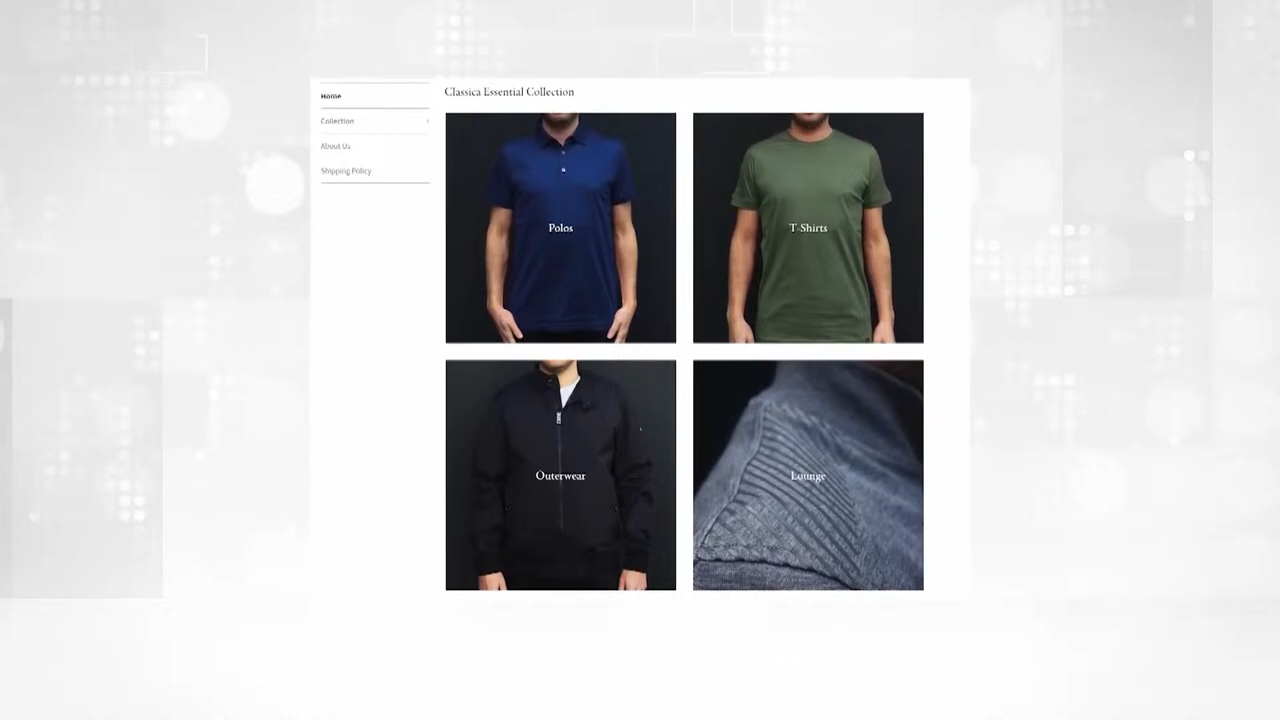 Home
Collection
About Us
Shipping Policy
Classica Essential Collection
Polos
T-Shirts
Outerwear
Lounge